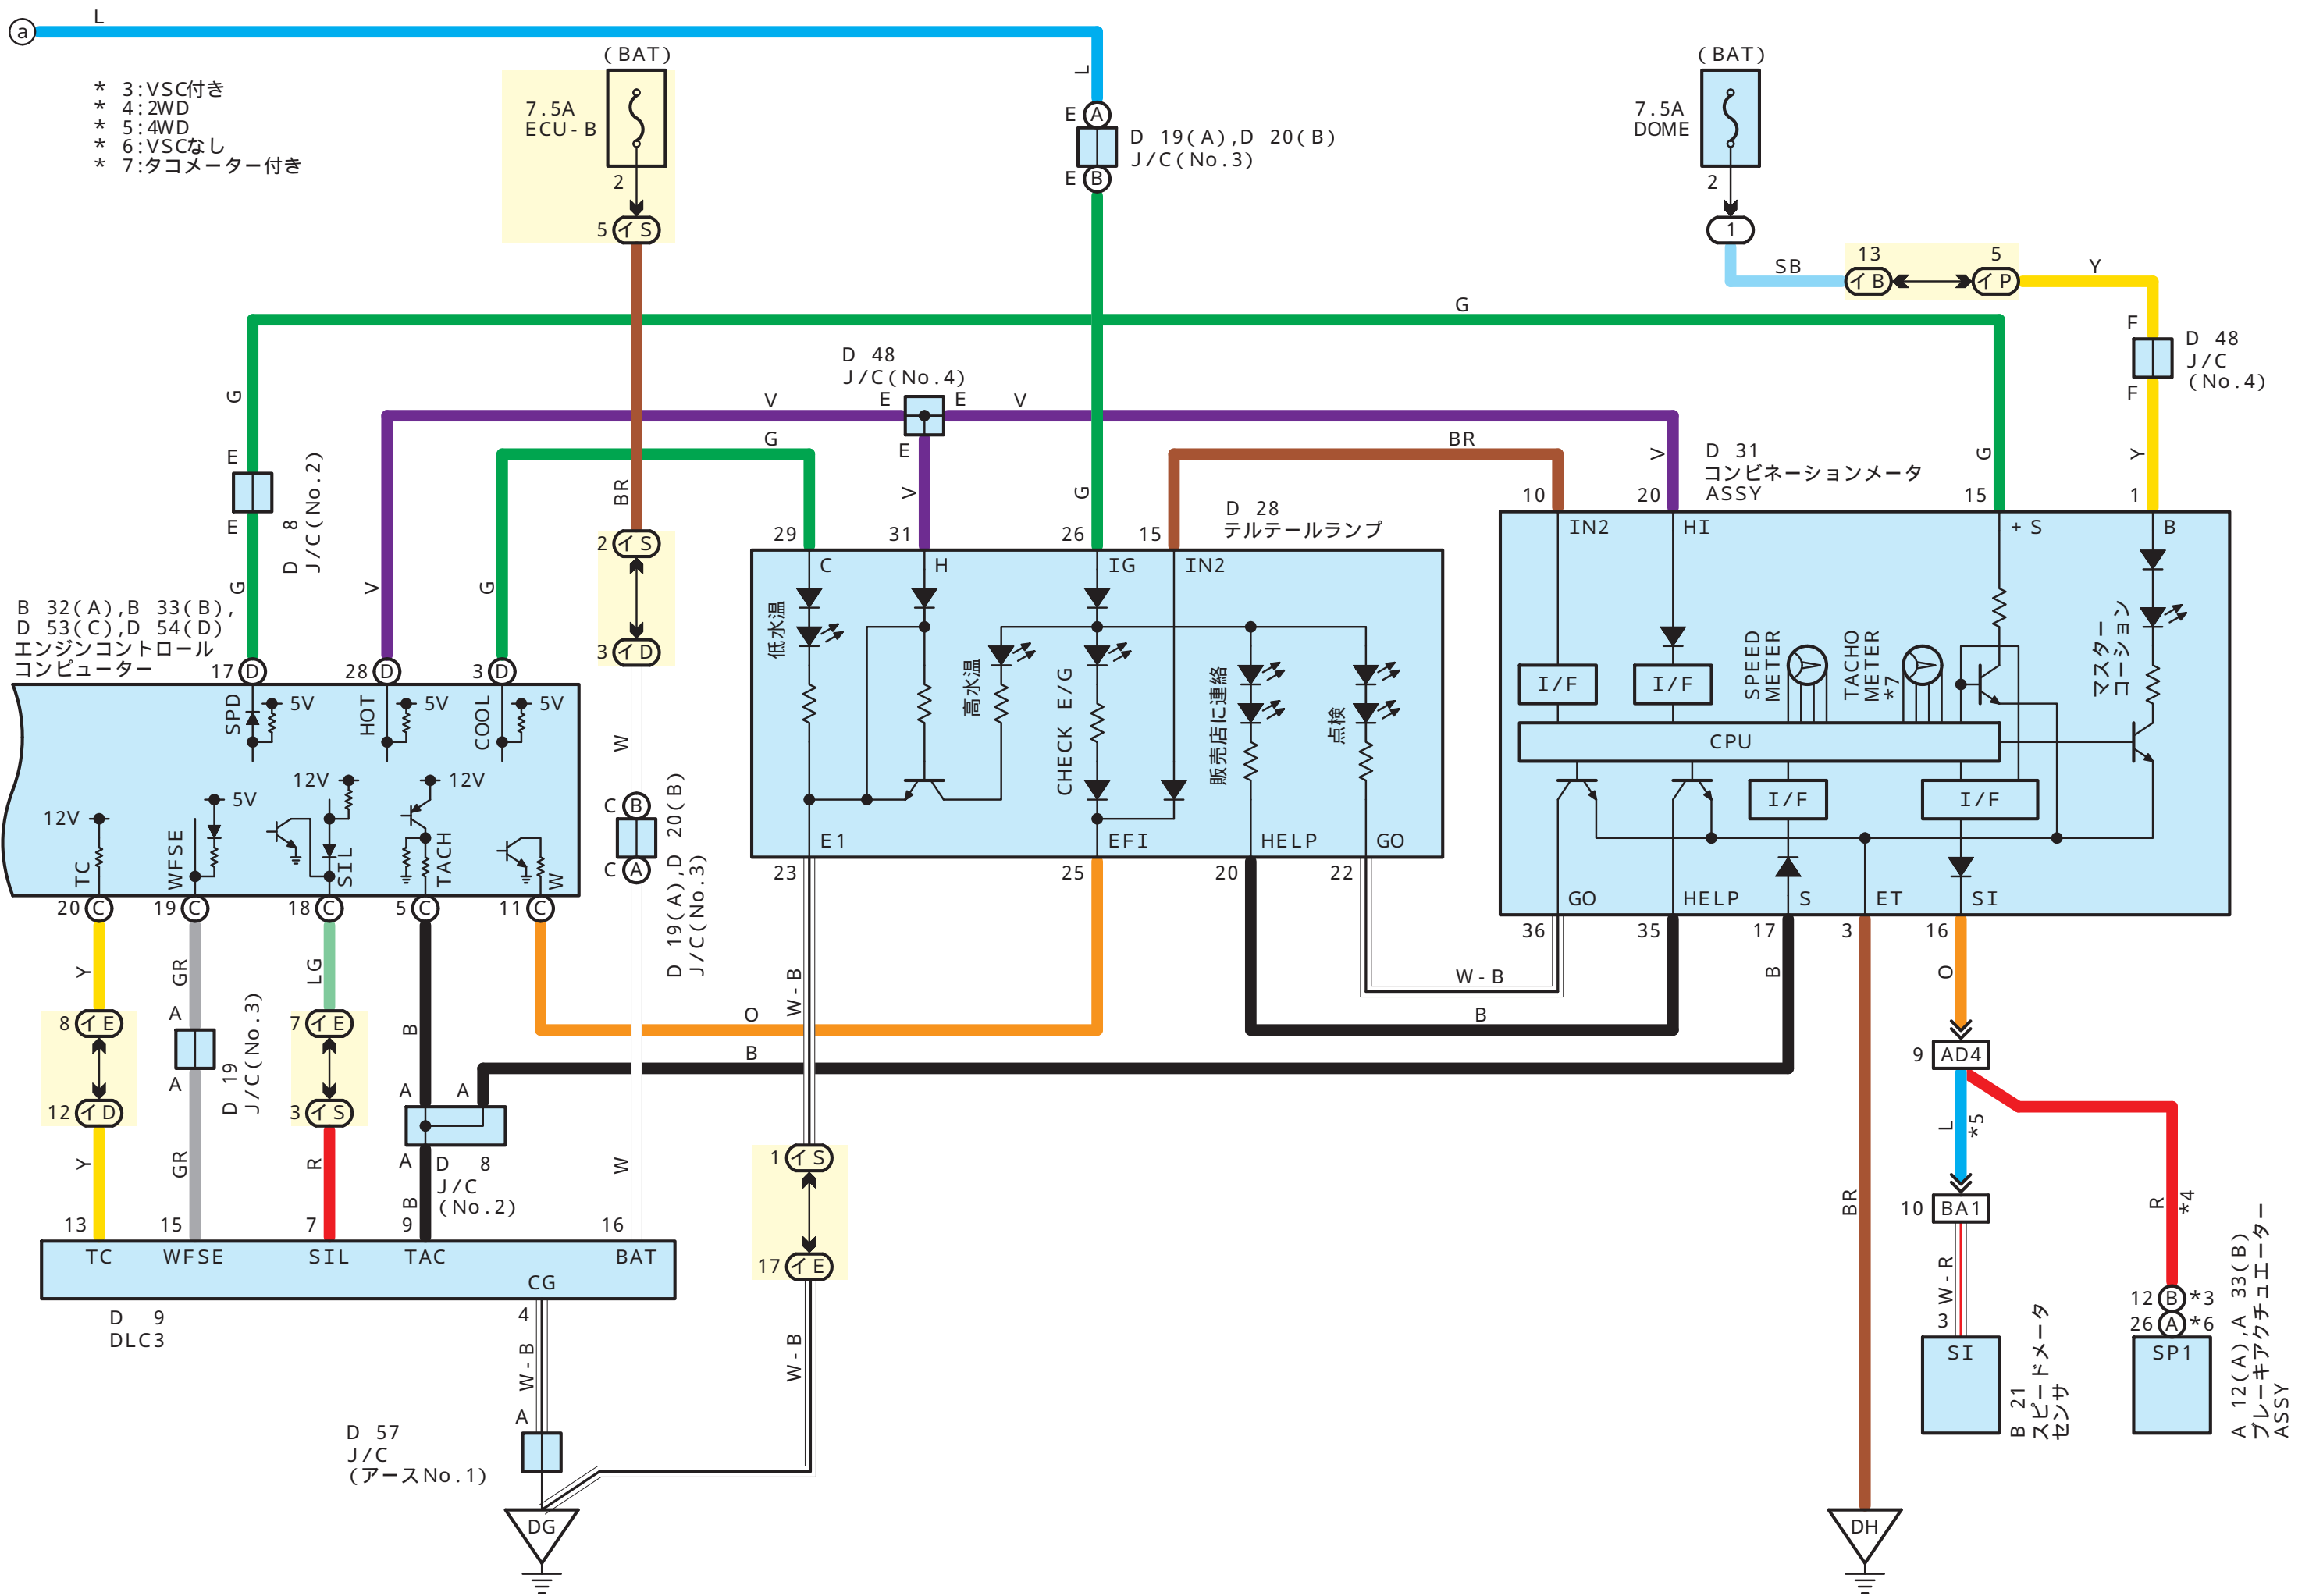 a
L
* 3:VSC付き
* 4:2WD
* 5:4WD
* 6:VSCなし
* 7:タコメーター付き
(BAT)
7.5A
ECU-B
2
5 イS
L
E A
D 19(A),D 20(B)
J/C(No.3)
E B
(BAT)
7.5A
DOME
2
1
SB
13
イB
5
イP
Y
G
F
D 48
J/C
(No.4)
F
D 48
J/C(No.4)
G
V
E
E
V
E
G
BR
E
D 8
J/C(No.2)
E
G
V
G
BR
V
G
V
G
Y
D 31
コンビネーションメータ
ASSY
10
20
15
1
2 イS
3 イD
D 28
テルテールランプ
29
31
26
15
B 32(A),B 33(B),
D 53(C),D 54(D)
エンジンコントロール
コンピューター
17 D
28 D
3 D
SPD
5V
HOT
5V
COOL
5V
12V
TC
5V
WFSE
12V
SIL
12V
TACH
W
20 C
19 C
18 C
5 C
11 C
C
H
IG
IN2
低水温
高水温
CHECK E/G
販売店に連絡
点検
E1
EFI
HELP
GO
23
25
20
22
IN2
HI
+S
B
I/F
I/F
SPEED
METER
TACHO
METER
*7
マスター
コーション
CPU
I/F
I/F
GO
HELP
S
ET
SI
36
35
17
3
16
W
C B
C A
D 19(A),D 20(B)
J/C(No.3)
Y
GR
LG
B
W-B
W-B
B
B
O
O
B
8 イE
12 イD
A
A
D 19
J/C(No.3)
7 イE
3 イS
A
A
A
D 8
J/C
(No.2)
Y
GR
R
B
W
1 イS
17 イE
9 AD4
L
*5
10 BA1
W-R
3
SI
B 21
スピードメータ
センサ
R
*4
12 B *3
26 A *6
SP1
A 12(A),A 33(B)
ブレーキアクチュエーター
ASSY
BR
13
15
7
9
16
TC
WFSE
SIL
TAC
BAT
CG
D 9
DLC3
4
W-B
W-B
A
D 57
J/C
(アースNo.1)
DG
DH